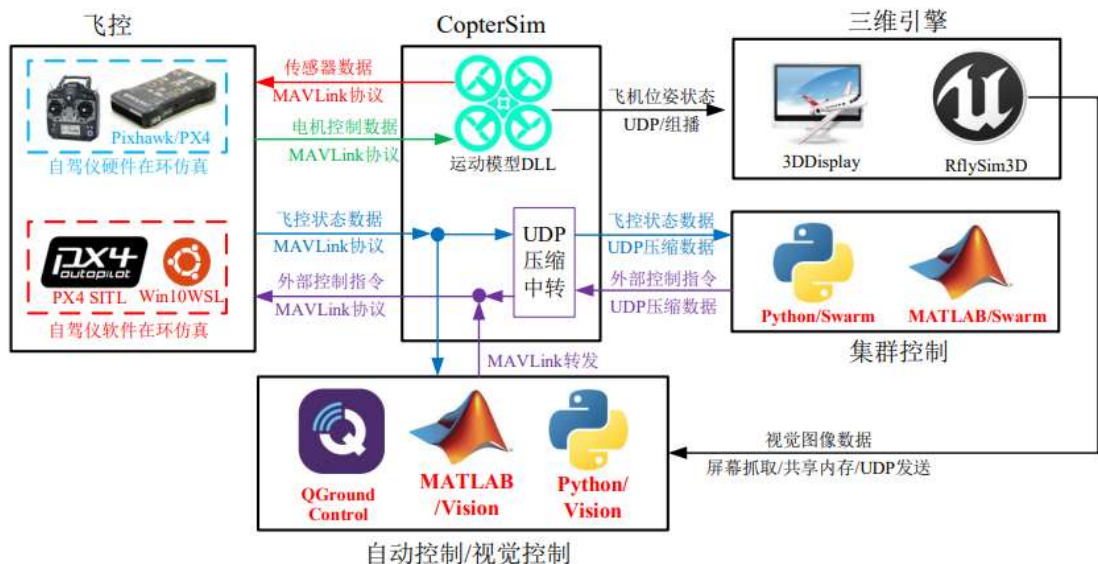 飞控
CopterSim
三维引擎
Pixhawk/PX4
自驾仪硬件在环仿真
传感器数据
MAVLink协议
电机控制数据
MAVLink协议
运动模型DLL
飞机位姿状态
UDP/组播
3DDisplay
RflySim3D
px4
autopilot
PX4 SITL
Win10WSL
自驾仪软件在环仿真
飞控状态数据
MAVLink协议
外部控制指令
MAVLink协议
UDP
压缩
中转
飞控状态数据
UDP压缩数据
外部控制指令
UDP压缩数据
Python/Swarm
MATLAB/Swarm
集群控制
MAVLink转发
QGround
Control
MATLAB
/Vision
Python/
Vision
视觉图像数据
屏幕抓取/共享内存/UDP发送
自动控制/视觉控制